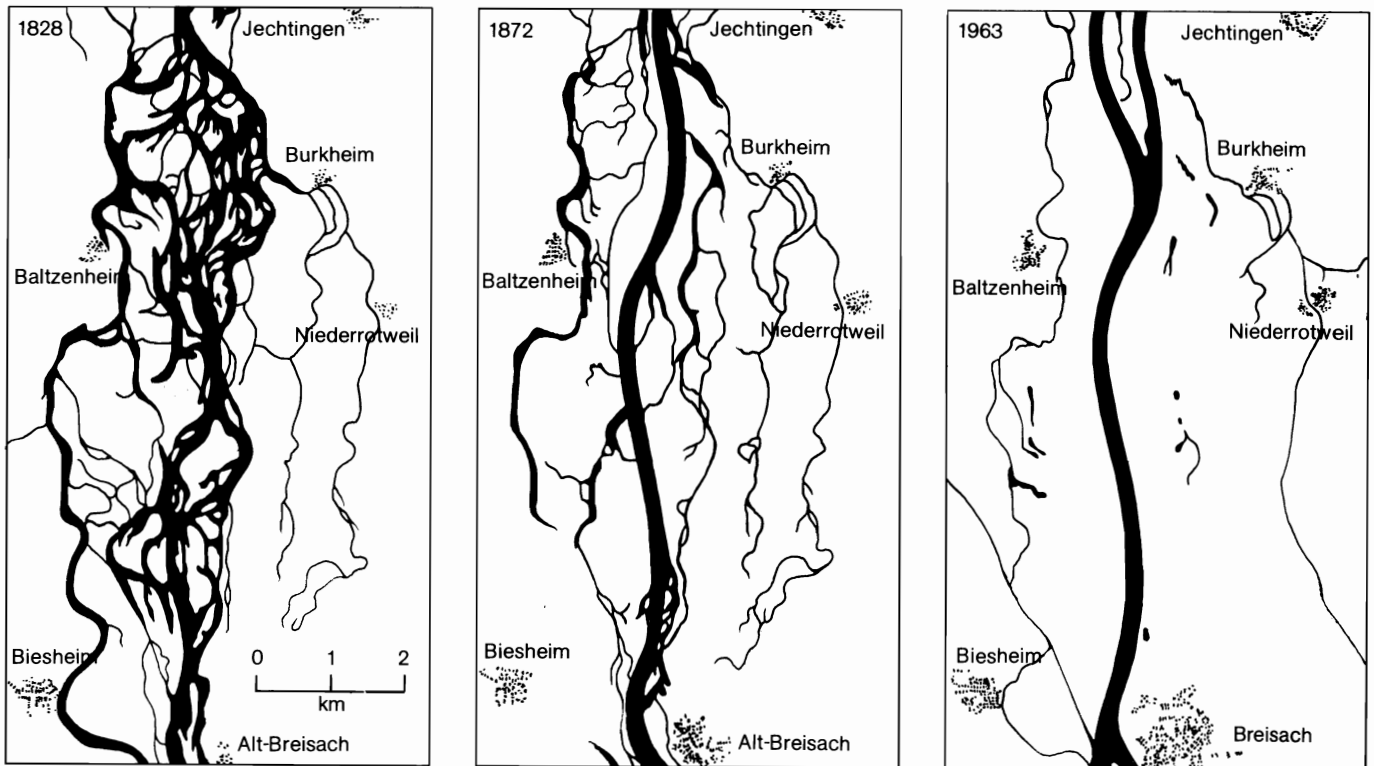 1828
Jechtingen
Burkheim
Baltzenheim
Niederrotweil
Biesheim
0 1 2
km
Alt-Breisach
1872
Jechtingen
Burkheim
Baltzenheim
Niederrotweil
Biesheim
Alt-Breisach
1963
Jechtingen
Burkheim
Baltzenheim
Niederrotweil
Biesheim
Breisach